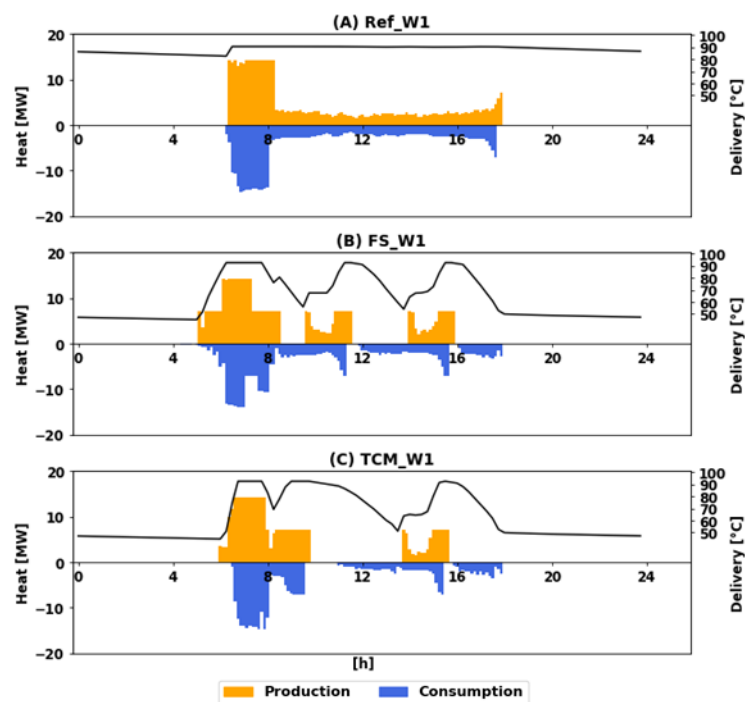 (A) Ref_W1
20
10
0
−10
−20
Heat [MW]
0 4 8 12 16 20 24
100
90
80
70
60
50
Delivery [°C]
(B) FS_W1
20
10
0
−10
−20
Heat [MW]
0 4 8 12 16 20 24
100
90
80
70
60
50
Delivery [°C]
(C) TCM_W1
20
10
0
−10
−20
Heat [MW]
0 4 8 12 16 20 24
100
90
80
70
60
50
Delivery [°C]
[h]
Production Consumption